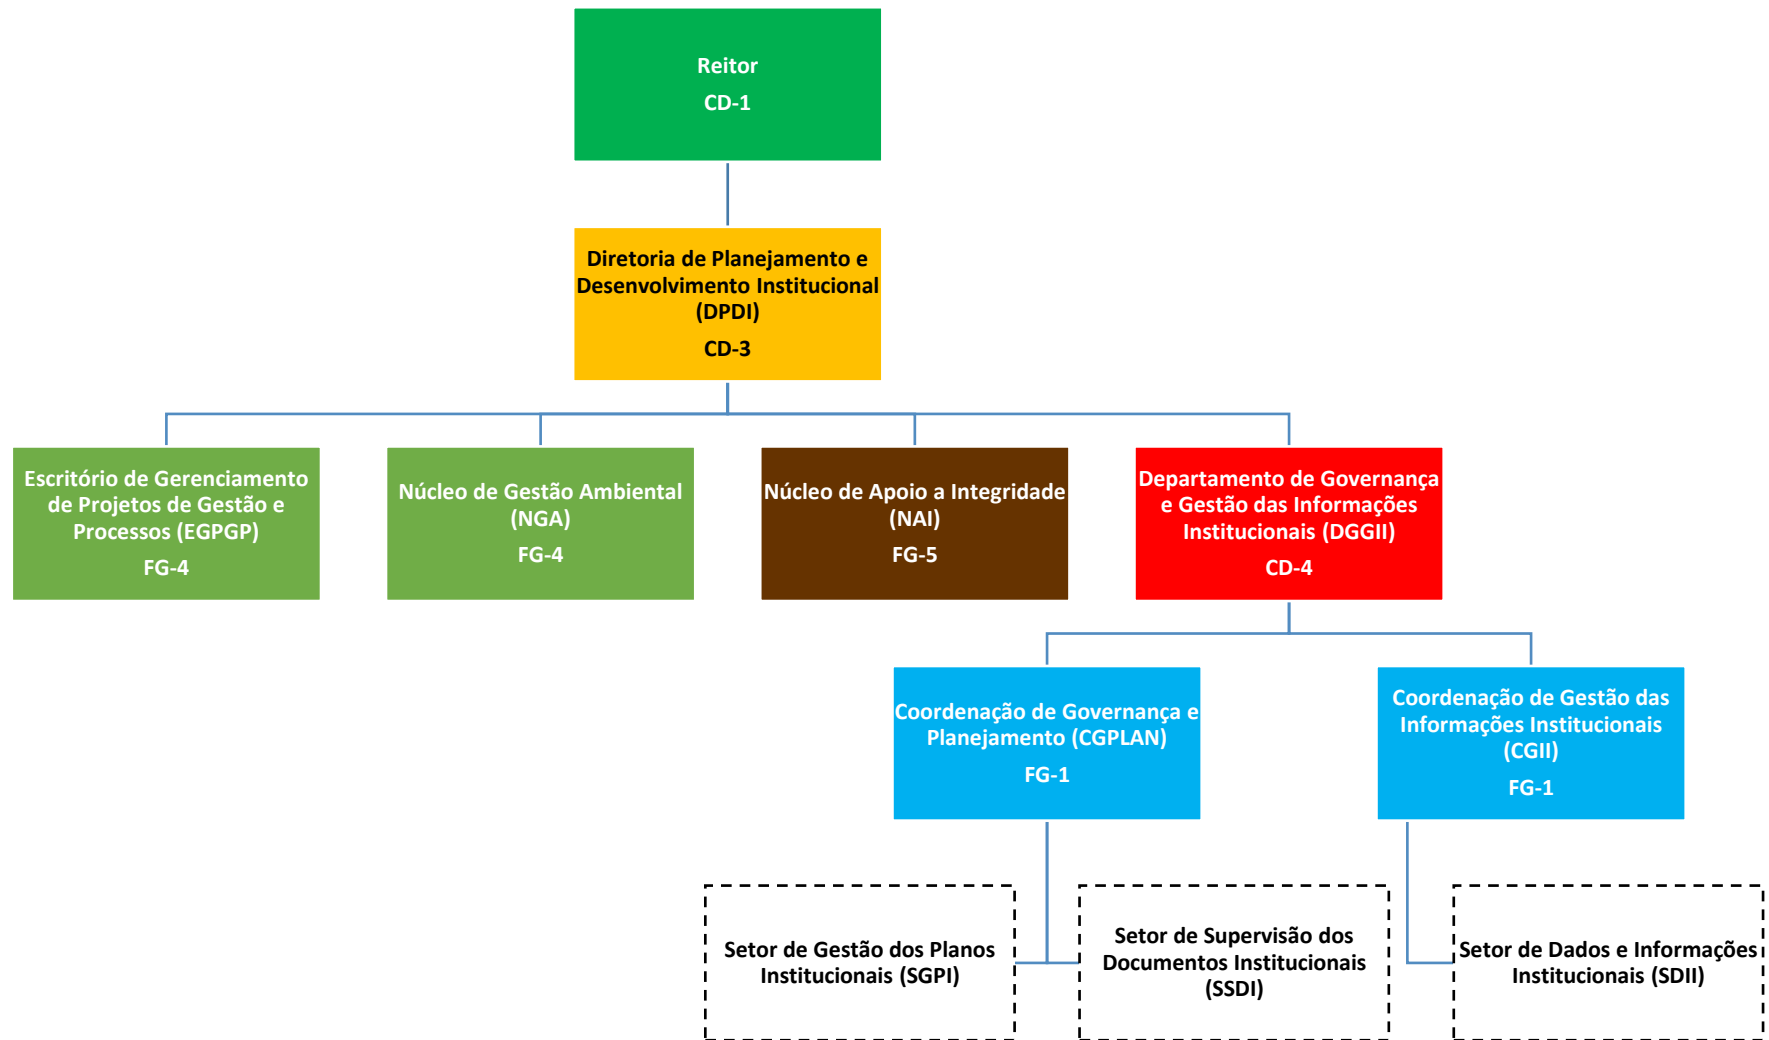 Reitor
CD-1
Diretoria de Planejamento e
Desenvolvimento Institucional
(DPDI)
CD-3
Escritório de Gerenciamento
de Projetos de Gestão e
Processos (EGPGP)
FG-4
Núcleo de Gestão Ambiental
(NGA)
FG-4
Núcleo de Apoio a Integridade
(NAI)
FG-5
Departamento de Governança
e Gestão das Informações
Institucionais (DGGII)
CD-4
Coordenação de Governança e
Planejamento (CGPLAN)
FG-1
Coordenação de Gestão das
Informações Institucionais
(CGII)
FG-1
Setor de Gestão dos Planos
Institucionais (SGPI)
Setor de Supervisão dos
Documentos Institucionais
(SSDI)
Setor de Dados e Informações
Institucionais (SDII)